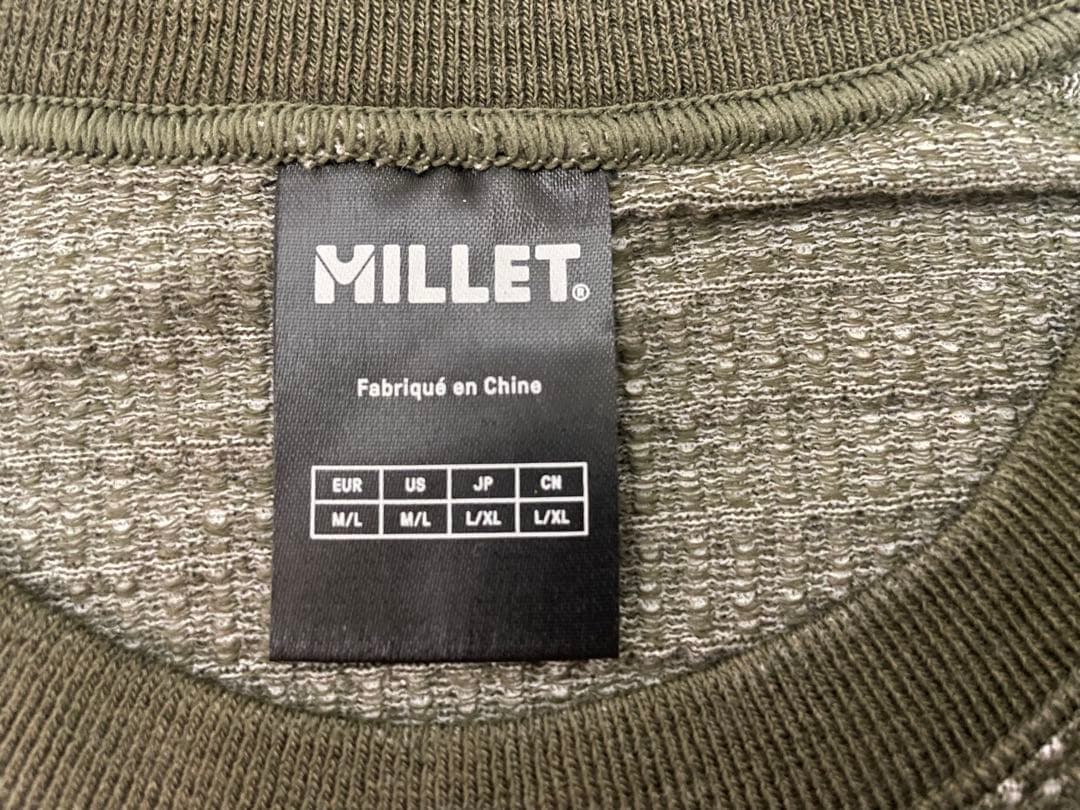 MILLET®
Fabriqué en Chine
EUR US JP CN
M/L M/L L/XL L/XL